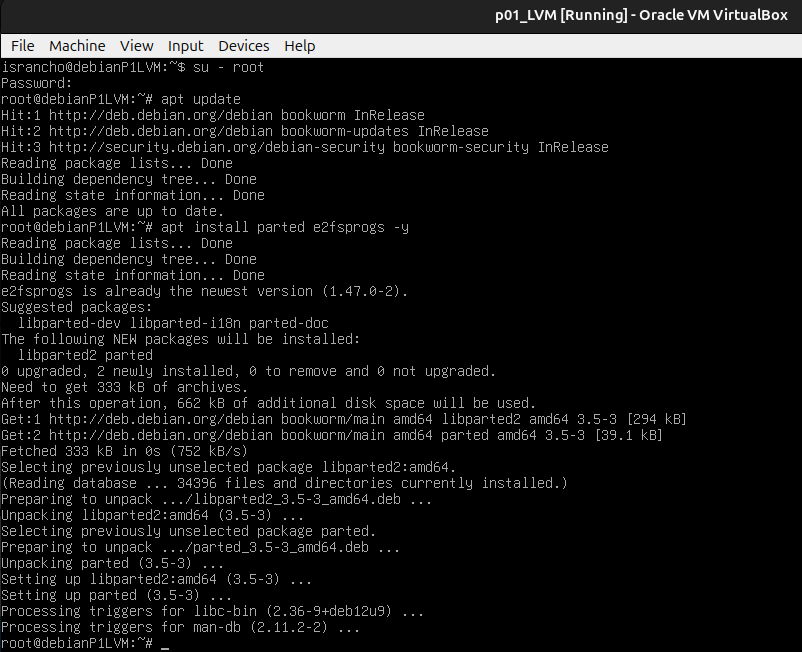 p01_LVM [Running] - Oracle VM VirtualBox
File Machine View Input Devices Help
israncho@debianP1LVM:~$ su - root
Password:
root@debianP1LVM:~# apt update
Hit:1 http://deb.debian.org/debian bookworm InRelease
Hit:2 http://deb.debian.org/debian bookworm-updates InRelease
Hit:3 http://security.debian.org/debian-security bookworm-security InRelease
Reading package lists... Done
Building dependency tree... Done
Reading state information... Done
All packages are up to date.
root@debianP1LVM:~# apt install parted e2fsprogs -y
Reading package lists... Done
Building dependency tree... Done
Reading state information... Done
e2fsprogs is already the newest version (1.47.0-2).
Suggested packages:
  libparted-dev libparted-i18n parted-doc
The following NEW packages will be installed:
  libparted2 parted
0 upgraded, 2 newly installed, 0 to remove and 0 not upgraded.
Need to get 333 kB of archives.
After this operation, 662 kB of additional disk space will be used.
Get:1 http://deb.debian.org/debian bookworm/main amd64 libparted2 amd64 3.5-3 [294 kB]
Get:2 http://deb.debian.org/debian bookworm/main amd64 parted amd64 3.5-3 [39.1 kB]
Fetched 333 kB in 0s (752 kB/s)
Selecting previously unselected package libparted2:amd64.
(Reading database ... 34396 files and directories currently installed.)
Preparing to unpack .../libparted2_3.5-3_amd64.deb ...
Unpacking libparted2:amd64 (3.5-3) ...
Selecting previously unselected package parted.
Preparing to unpack .../parted_3.5-3_amd64.deb ...
Unpacking parted (3.5-3) ...
Setting up libparted2:amd64 (3.5-3) ...
Setting up parted (3.5-3) ...
Processing triggers for libc-bin (2.36-9+deb12u9) ...
Processing triggers for man-db (2.11.2-2) ...
root@debianP1LVM:~# _